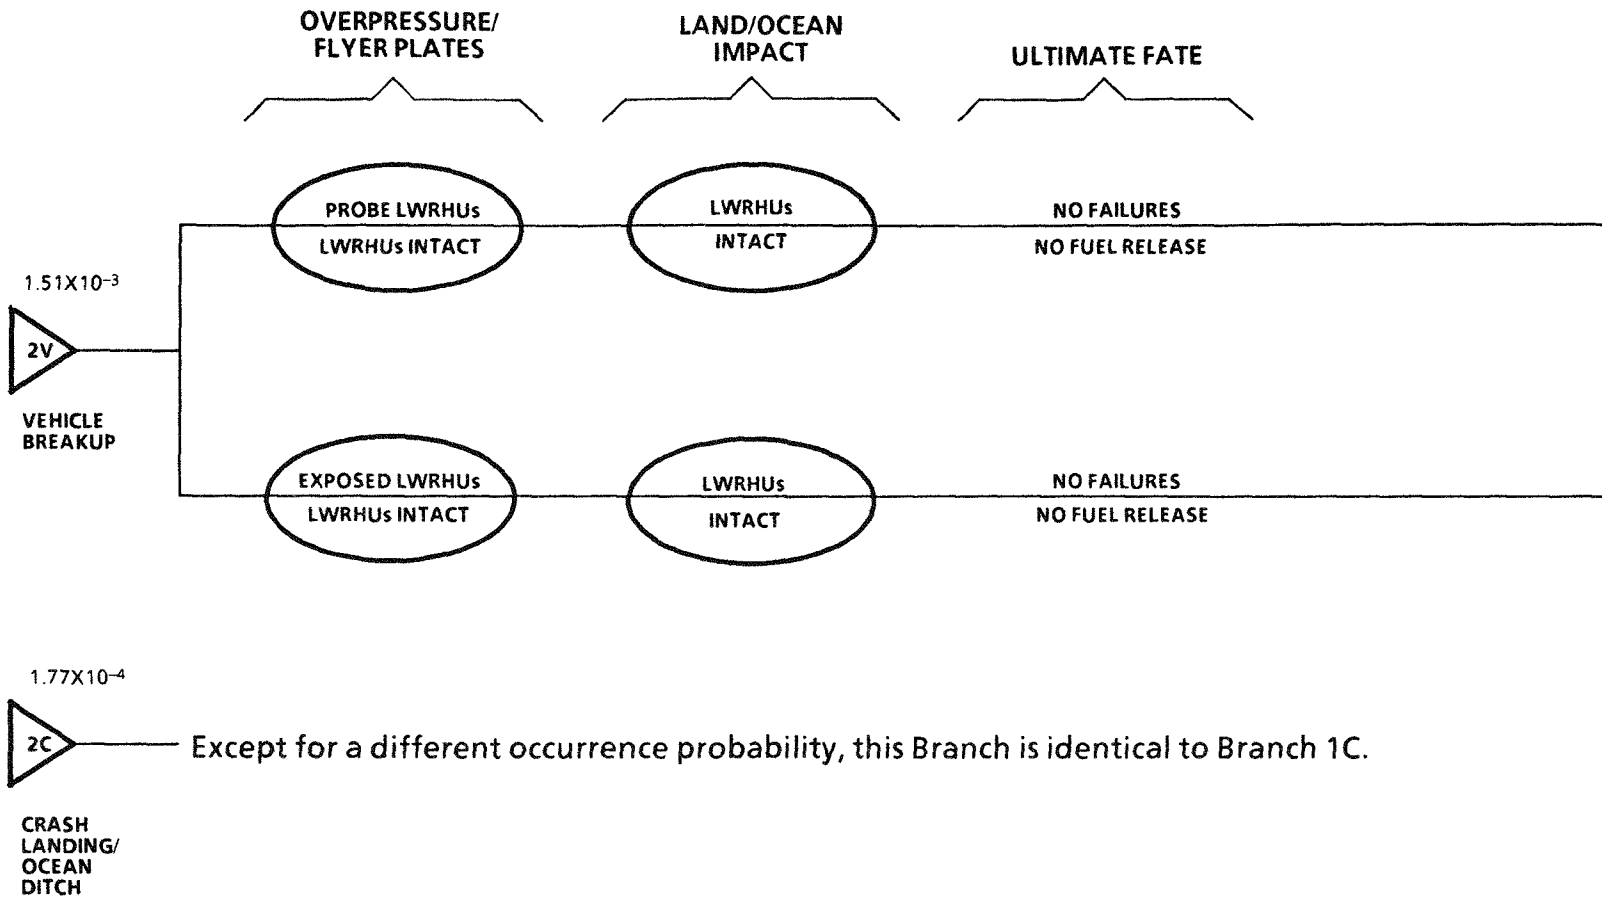 OVERPRESSURE/
FLYER PLATES
LAND/OCEAN
IMPACT
ULTIMATE FATE
PROBE LWRHUs
LWRHUs INTACT
LWRHUs
INTACT
NO FAILURES
NO FUEL RELEASE
1.51X10⁻³
2V
VEHICLE
BREAKUP
EXPOSED LWRHUs
LWRHUs INTACT
LWRHUs
INTACT
NO FAILURES
NO FUEL RELEASE
1.77X10⁻⁴
2C
Except for a different occurrence probability, this Branch is identical to Branch 1C.
CRASH
LANDING/
OCEAN
DITCH